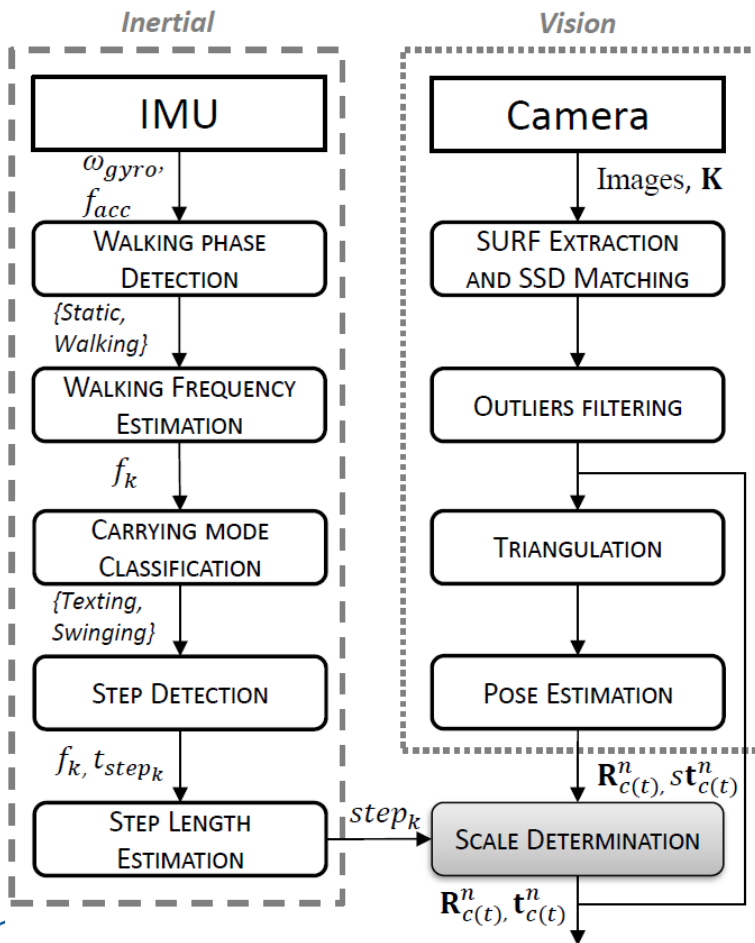 Inertial
Vision
IMU
ω_gyro,
f_acc
WALKING PHASE
DETECTION
{Static,
Walking}
WALKING FREQUENCY
ESTIMATION
f_k
CARRYING MODE
CLASSIFICATION
{Texting,
Swinging}
STEP DETECTION
f_k, t_step_k
STEP LENGTH
ESTIMATION
step_k
Camera
Images, K
SURF EXTRACTION
AND SSD MATCHING
OUTLIERS FILTERING
TRIANGULATION
POSE ESTIMATION
R^n_c(t), st^n_c(t)
SCALE DETERMINATION
R^n_c(t), t^n_c(t)